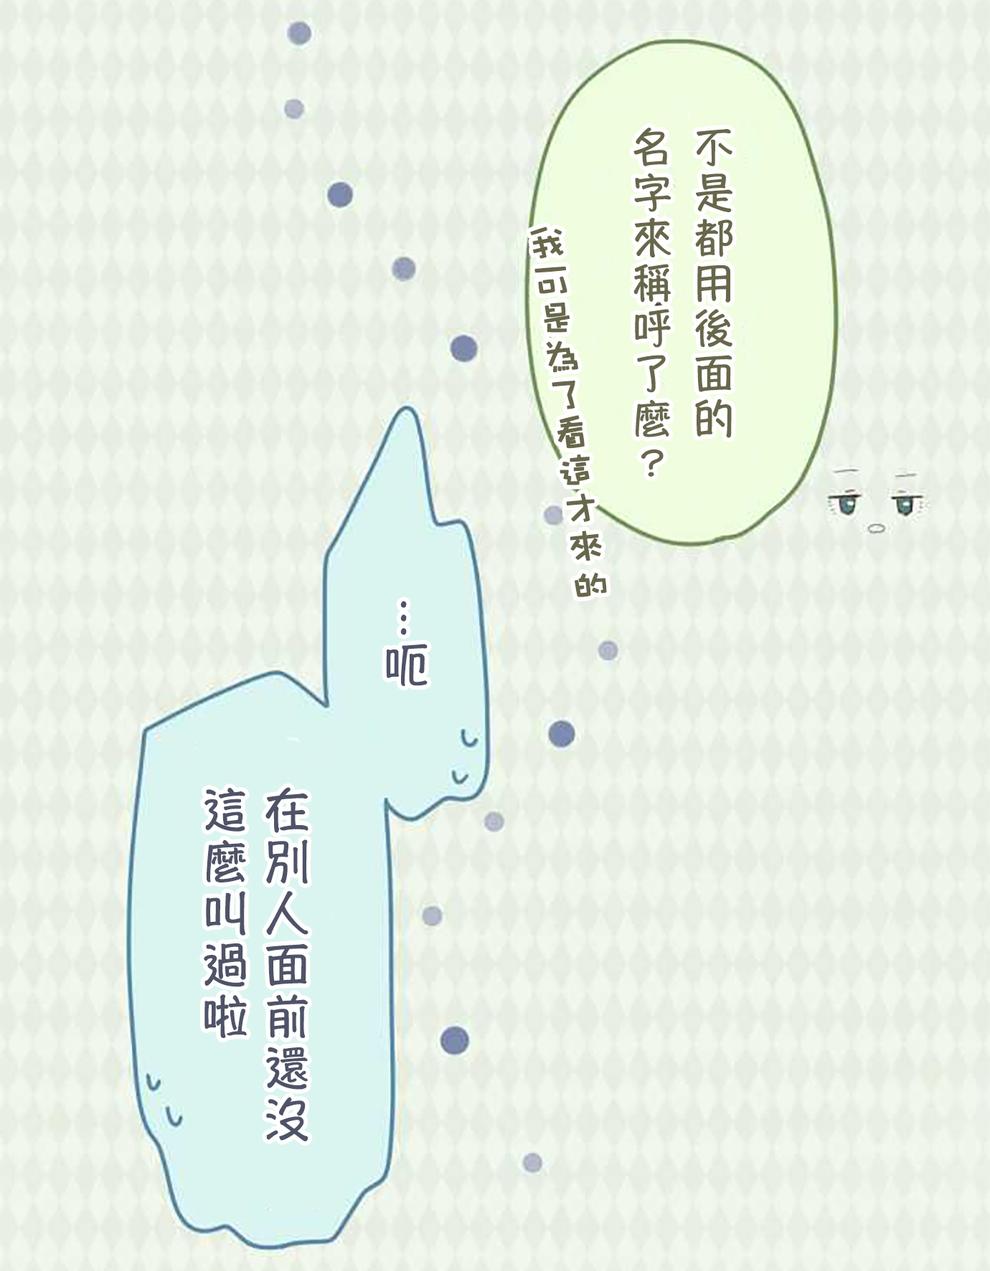 不是都用後面的
名字來稱呼了麼？
我可是為了看這才來的
…呃
在別人面前還沒
這麼叫過啦